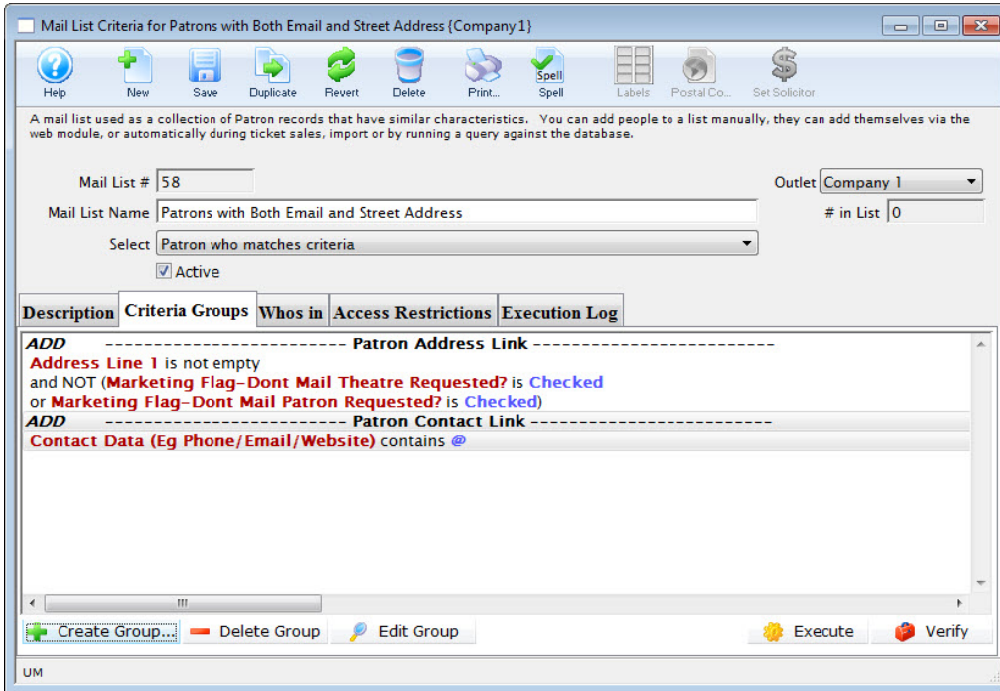 Mail List Criteria for Patrons with Both Email and Street Address {Company1}
Help New Save Duplicate Revert Delete Print... Spell Spell Labels Postal Co... Set Solicitor
A mail list used as a collection of Patron records that have similar characteristics. You can add people to a list manually, they can add themselves via the
web module, or automatically during ticket sales, import or by running a query against the database.
Mail List # 58 Outlet Company 1
Mail List Name Patrons with Both Email and Street Address # in List 0
Select Patron who matches criteria
Active
Description Criteria Groups Whos in Access Restrictions Execution Log
ADD ------------------------- Patron Address Link -------------------------
Address Line 1 is not empty
and NOT (Marketing Flag-Dont Mail Theatre Requested? is Checked
or Marketing Flag-Dont Mail Patron Requested? is Checked)
ADD ------------------------- Patron Contact Link -------------------------
Contact Data (Eg Phone/Email/Website) contains @
Create Group... Delete Group Edit Group Execute Verify
UM